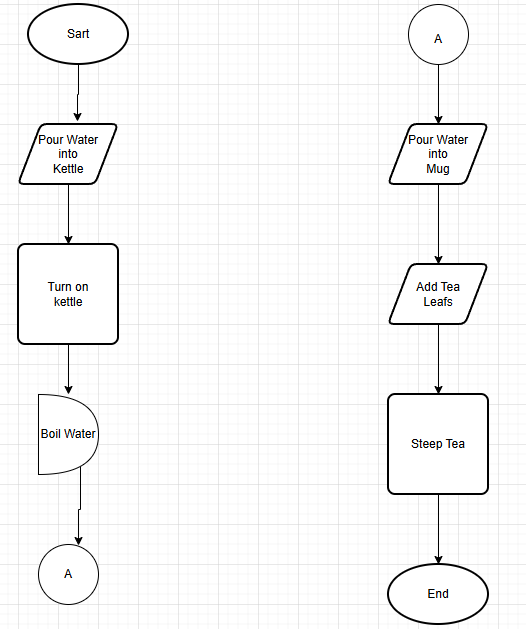 Sart
Pour Water
into
Kettle
Turn on
kettle
Boil Water
A
A
Pour Water
into
Mug
Add Tea
Leafs
Steep Tea
End